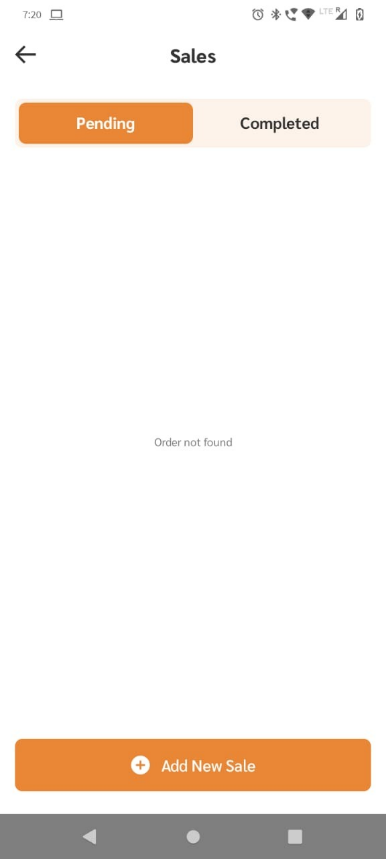 7:20 LTE R
Sales
Pending Completed
Order not found
Add New Sale